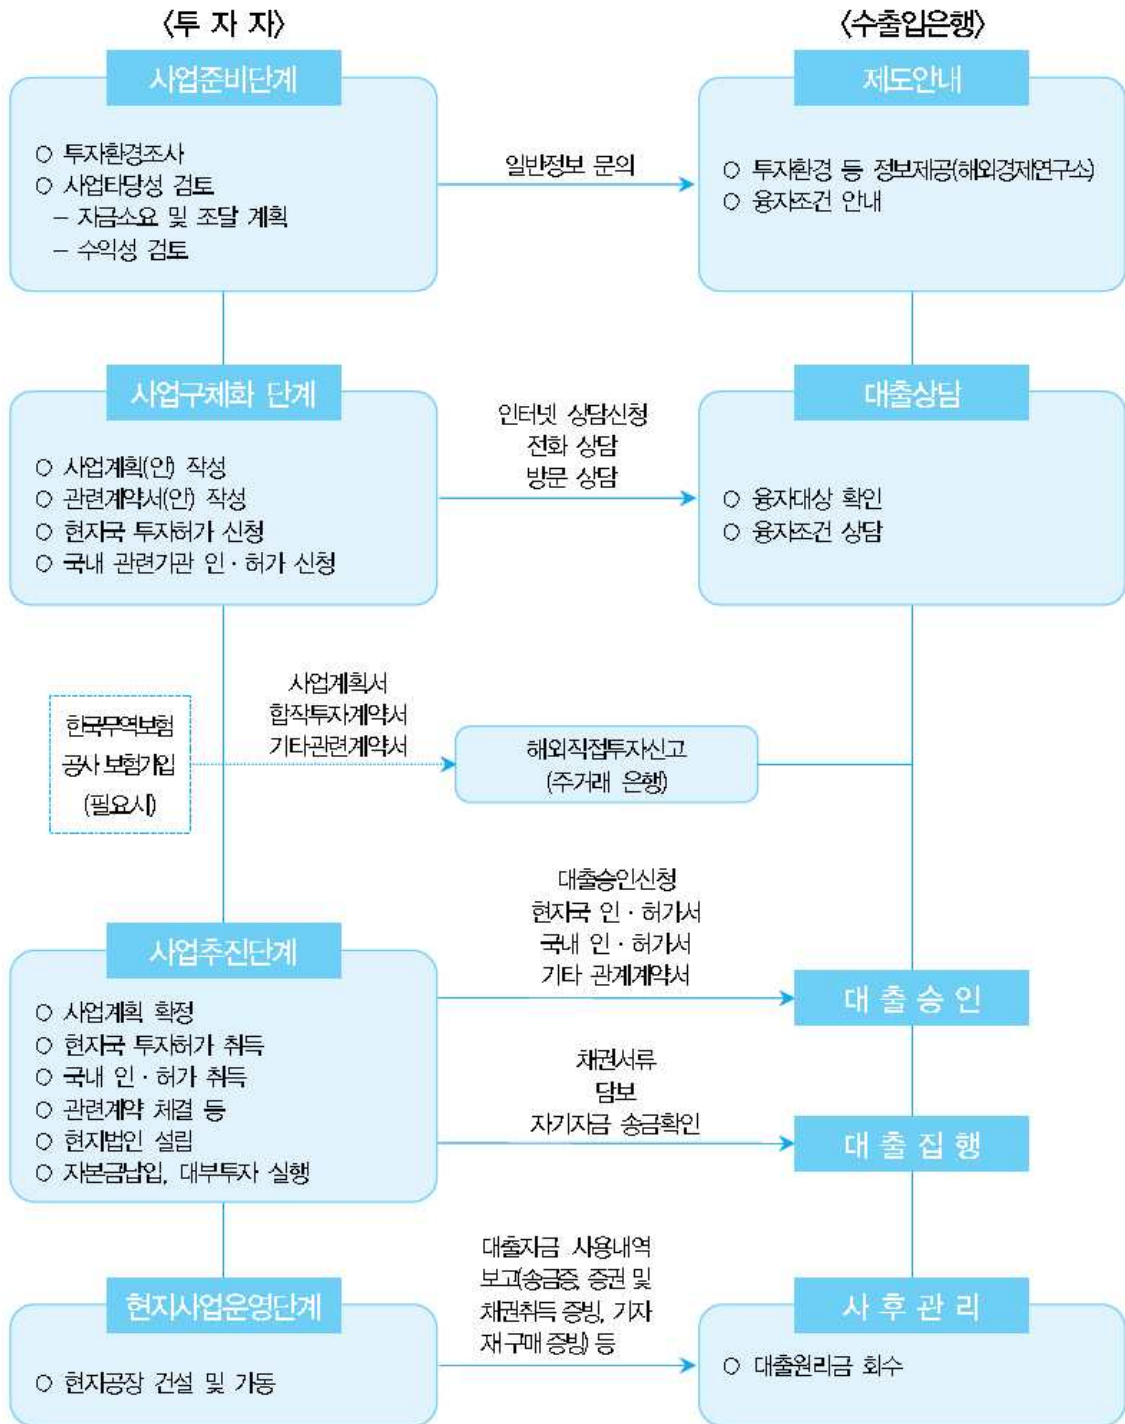 <투 자 자>
<수출입은행>
사업준비단계
○ 투자환경조사
○ 사업타당성 검토
- 자금소요 및 조달 계획
- 수익성 검토
일반정보 문의
제도안내
○ 투자환경 등 정보제공(해외경제연구소)
○ 융자조건 안내
사업구체화 단계
○ 사업계획(안) 작성
○ 관련계약서(안) 작성
○ 현지국 투자허가 신청
○ 국내 관련기관 인·허가 신청
인터넷 상담신청
전화 상담
방문 상담
대출상담
○ 융자대상 확인
○ 융자조건 상담
한국무역보험
공사 보험가입
(필요시)
사업계획서
합작투자계약서
기타관련계약서
해외직접투자신고
(주거래 은행)
사업추진단계
○ 사업계획 확정
○ 현지국 투자허가 취득
○ 국내 인·허가 취득
○ 관련계약 체결 등
○ 현지법인 설립
○ 자본금납입, 대부투자 실행
대출승인신청
현지국 인·허가서
국내 인·허가서
기타 관계계약서
대 출 승 인
채권서류
담보
자기자금 송금확인
대 출 집 행
현지사업운영단계
○ 현지공장 건설 및 가동
대출자금 사용내역
보고(송금증, 증권 및
채권취득 증빙, 기자
재구매 증빙) 등
사 후 관 리
○ 대출원리금 회수